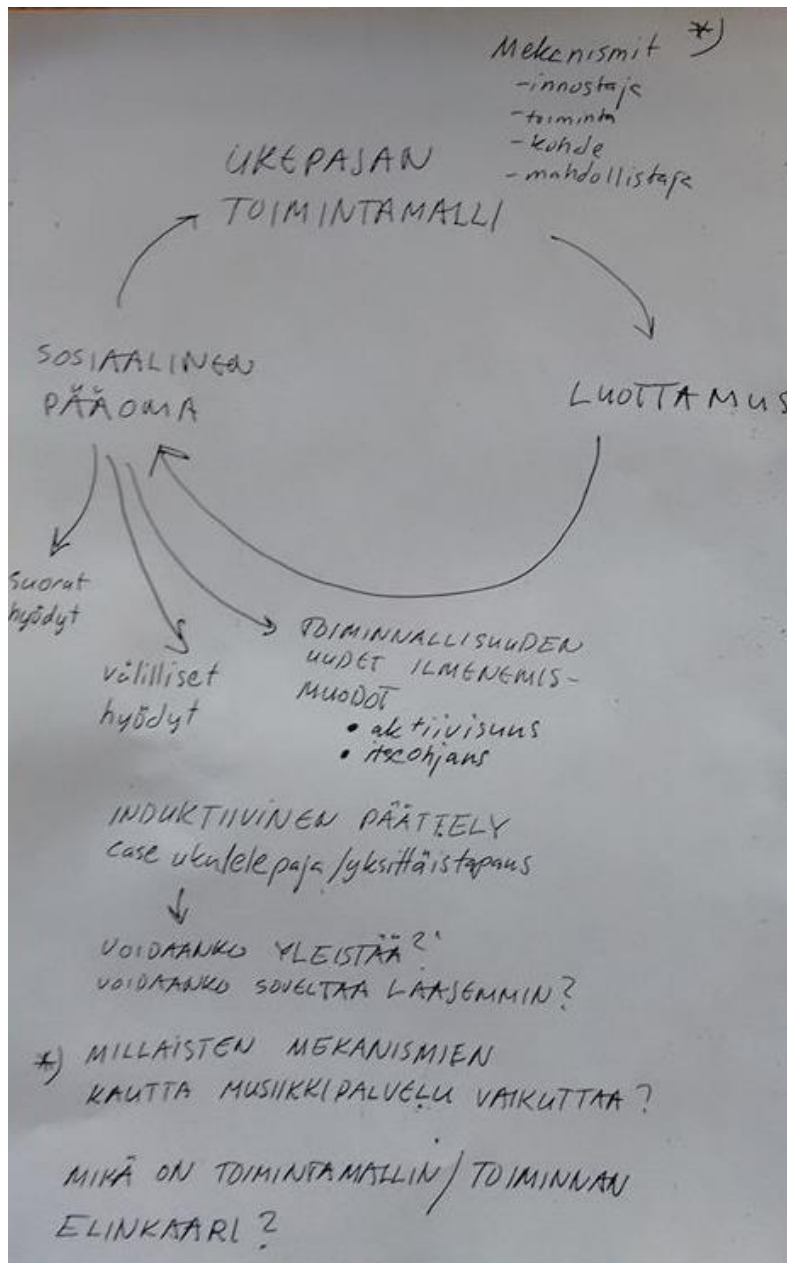 Mekanismit *)
- innostaja
- toiminta
- kohde
- mahdollistaja
UKEPAJAN
TOIMINTAMALLI
SOSIAALINEN
PÄÄOMA
LUOTTAMUS
suorat
hyödyt
välilliset
hyödyt
TOIMINNALLISUUDEN
UUDET ILMENEMIS-
MUODOT
• aktiivisuus
• itseohjaus
INDUKTIIVINEN PÄÄTTELY
case ukulelepaja/yksittäistapaus
VOIDAANKO YLEISTÄÄ?
VOIDAANKO SOVELTAA LAAJEMMIN?
*) MILLAISTEN MEKANISMIEN
KAUTTA MUSIIKKIPALVELU VAIKUTTAA?
MIKÄ ON TOIMINTAMALLIN/TOIMINNAN
ELINKAARI?